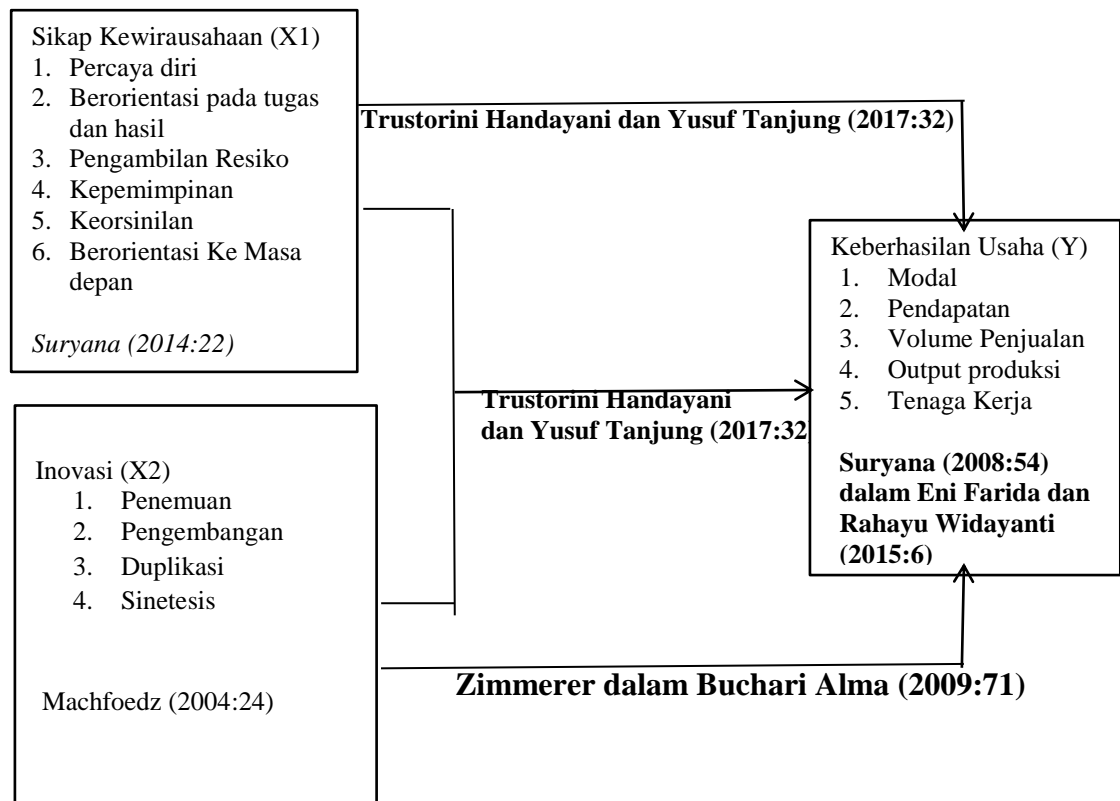 Sikap Kewirausahaan (X1)
1. Percaya diri
2. Berorientasi pada tugas
dan hasil
3. Pengambilan Resiko
4. Kepemimpinan
5. Keorsinilan
6. Berorientasi Ke Masa
depan
Suryana (2014:22)
Trustorini Handayani dan Yusuf Tanjung (2017:32)
Keberhasilan Usaha (Y)
1. Modal
2. Pendapatan
3. Volume Penjualan
4. Output produksi
5. Tenaga Kerja
Suryana (2008:54)
dalam Eni Farida dan
Rahayu Widayanti
(2015:6)
Trustorini Handayani
dan Yusuf Tanjung (2017:32
Inovasi (X2)
1. Penemuan
2. Pengembangan
3. Duplikasi
4. Sinetesis
Machfoedz (2004:24)
Zimmerer dalam Buchari Alma (2009:71)